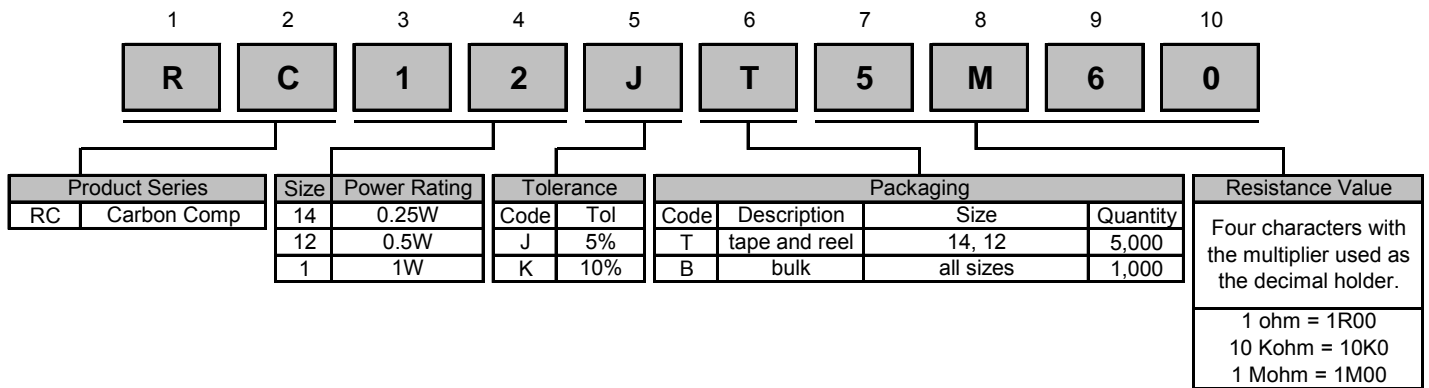 1 2 3 4 5 6 7 8 9 10
R C 1 2 J T 5 M 6 0
Product Series
RC Carbon Comp
Size Power Rating
14 0.25W
12 0.5W
1 1W
Tolerance
Code Tol
J 5%
K 10%
Packaging
Code Description Size Quantity
T tape and reel 14, 12 5,000
B bulk all sizes 1,000
Resistance Value
Four characters with
the multiplier used as
the decimal holder.
1 ohm = 1R00
10 Kohm = 10K0
1 Mohm = 1M00